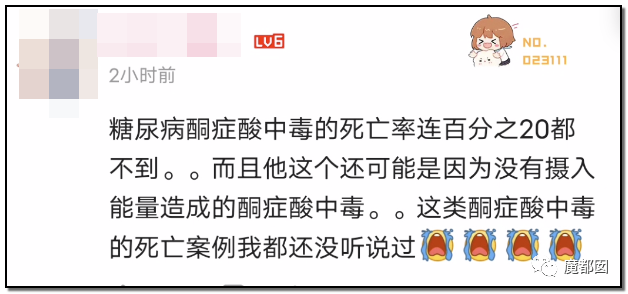 LV6
NO.
023111
2小时前
糖尿病酮症酸中毒的死亡率连百分之20都
不到。。而且他这个还可能是因为没有摄入
能量造成的酮症酸中毒。。这类酮症酸中毒
的死亡案例我都还没听说过
魔都囡